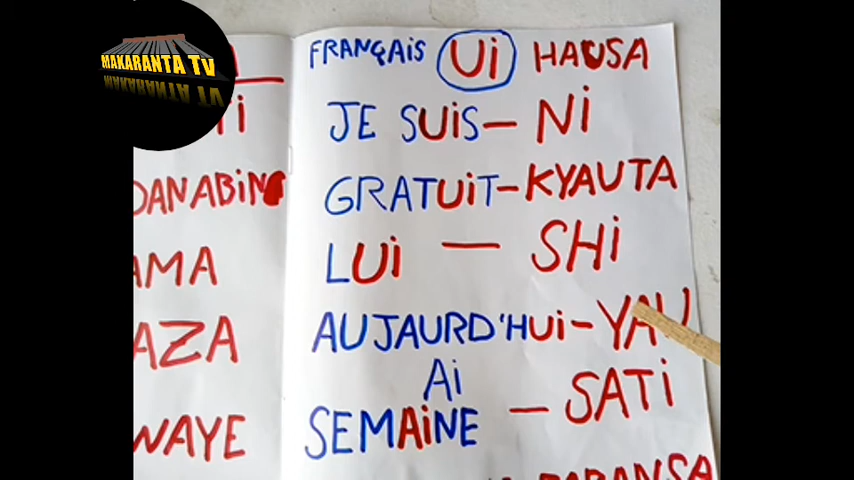 MAKARANTA TV
DANABINA
AMA
AZA
WAYE
FRANÇAIS UI HAUSA
JE SUIS – NI
GRATUIT – KYAUTA
LUI – SHI
AUJAURD'HUI – YAU
AI
SEMAINE – SATI